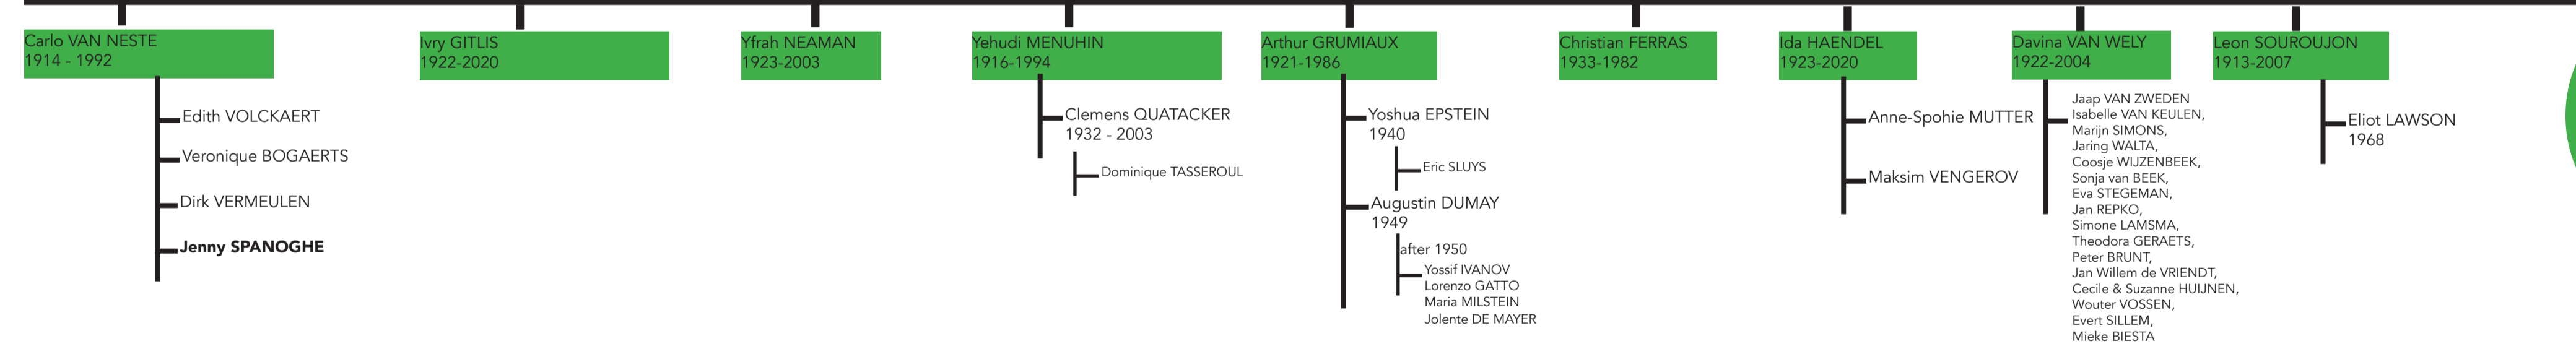 Carlo VAN NESTE
1914 - 1992
Edith VOLCKAERT
Veronique BOGAERTS
Dirk VERMEULEN
Jenny SPANOGHE
Ivry GITLIS
1922-2020
Yfrah NEAMAN
1923-2003
Yehudi MENUHIN
1916-1994
Clemens QUATACKER
1932 - 2003
Dominique TASSEROUL
Arthur GRUMIAUX
1921-1986
Yoshua EPSTEIN
1940
Eric SLUYS
Augustin DUMAY
1949
after 1950
Yossif IVANOV
Lorenzo GATTO
Maria MILSTEIN
Jolente DE MAYER
Christian FERRAS
1933-1982
Ida HAENDEL
1923-2020
Anne-Spohie MUTTER
Maksim VENGEROV
Davina VAN WELY
1922-2004
Jaap VAN ZWEDEN
Isabelle VAN KEULEN,
Marijn SIMONS,
Jaring WALTA,
Coosje WIJZENBEEK,
Sonja van BEEK,
Eva STEGEMAN,
Jan REPKO,
Simone LAMSMA,
Theodora GERAETS,
Peter BRUNT,
Jan Willem de VRIENDT,
Cecile & Suzanne HUIJNEN,
Wouter VOSSEN,
Evert SILLEM,
Mieke BIESTA
Leon SOUROUJON
1913-2007
Eliot LAWSON
1968